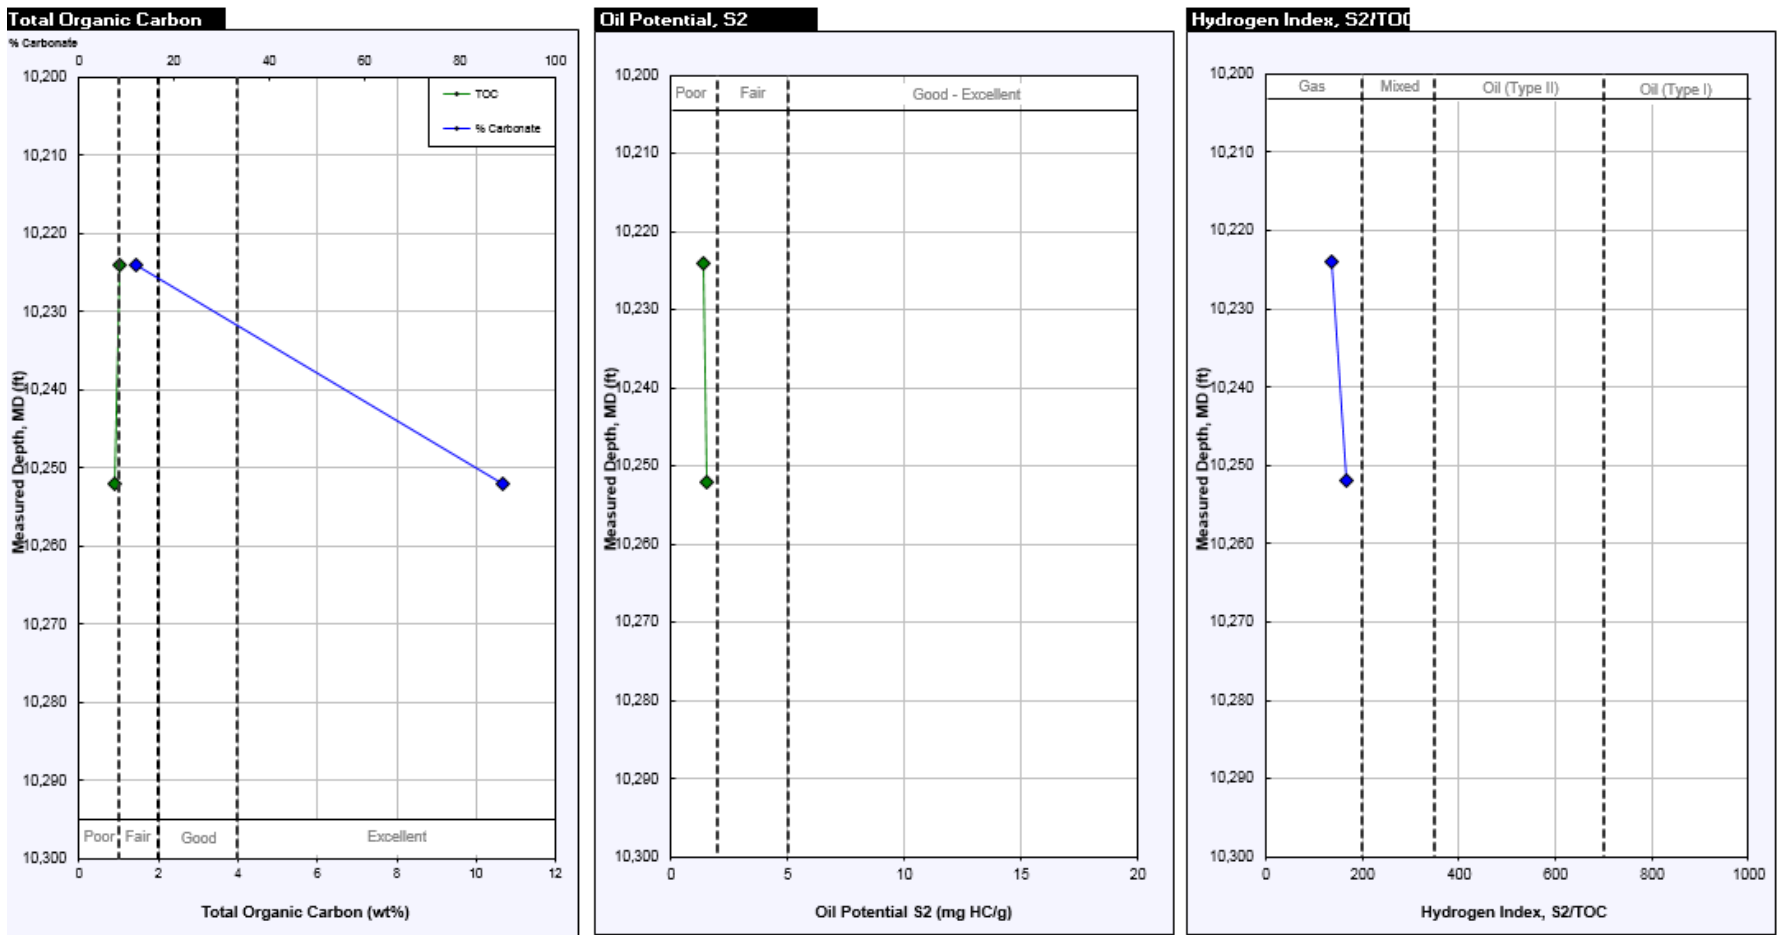 Total Organic Carbon
% Carbonate
0 20 40 60 80 100
TOC
% Carbonate
10,200
10,210
10,220
10,230
10,240
10,250
10,260
10,270
10,280
10,290
10,300
Measured Depth, MD (ft)
Poor Fair Good Excellent
0 2 4 6 8 10 12
Total Organic Carbon (wt%)
Oil Potential, S2
Poor Fair Good - Excellent
10,200
10,210
10,220
10,230
10,240
10,250
10,260
10,270
10,280
10,290
10,300
Measured Depth, MD (ft)
0 5 10 15 20
Oil Potential S2 (mg HC/g)
Hydrogen Index, S2/TOC
Gas Mixed Oil (Type II) Oil (Type I)
10,200
10,210
10,220
10,230
10,240
10,250
10,260
10,270
10,280
10,290
10,300
Measured Depth, MD (ft)
0 200 400 600 800 1000
Hydrogen Index, S2/TOC